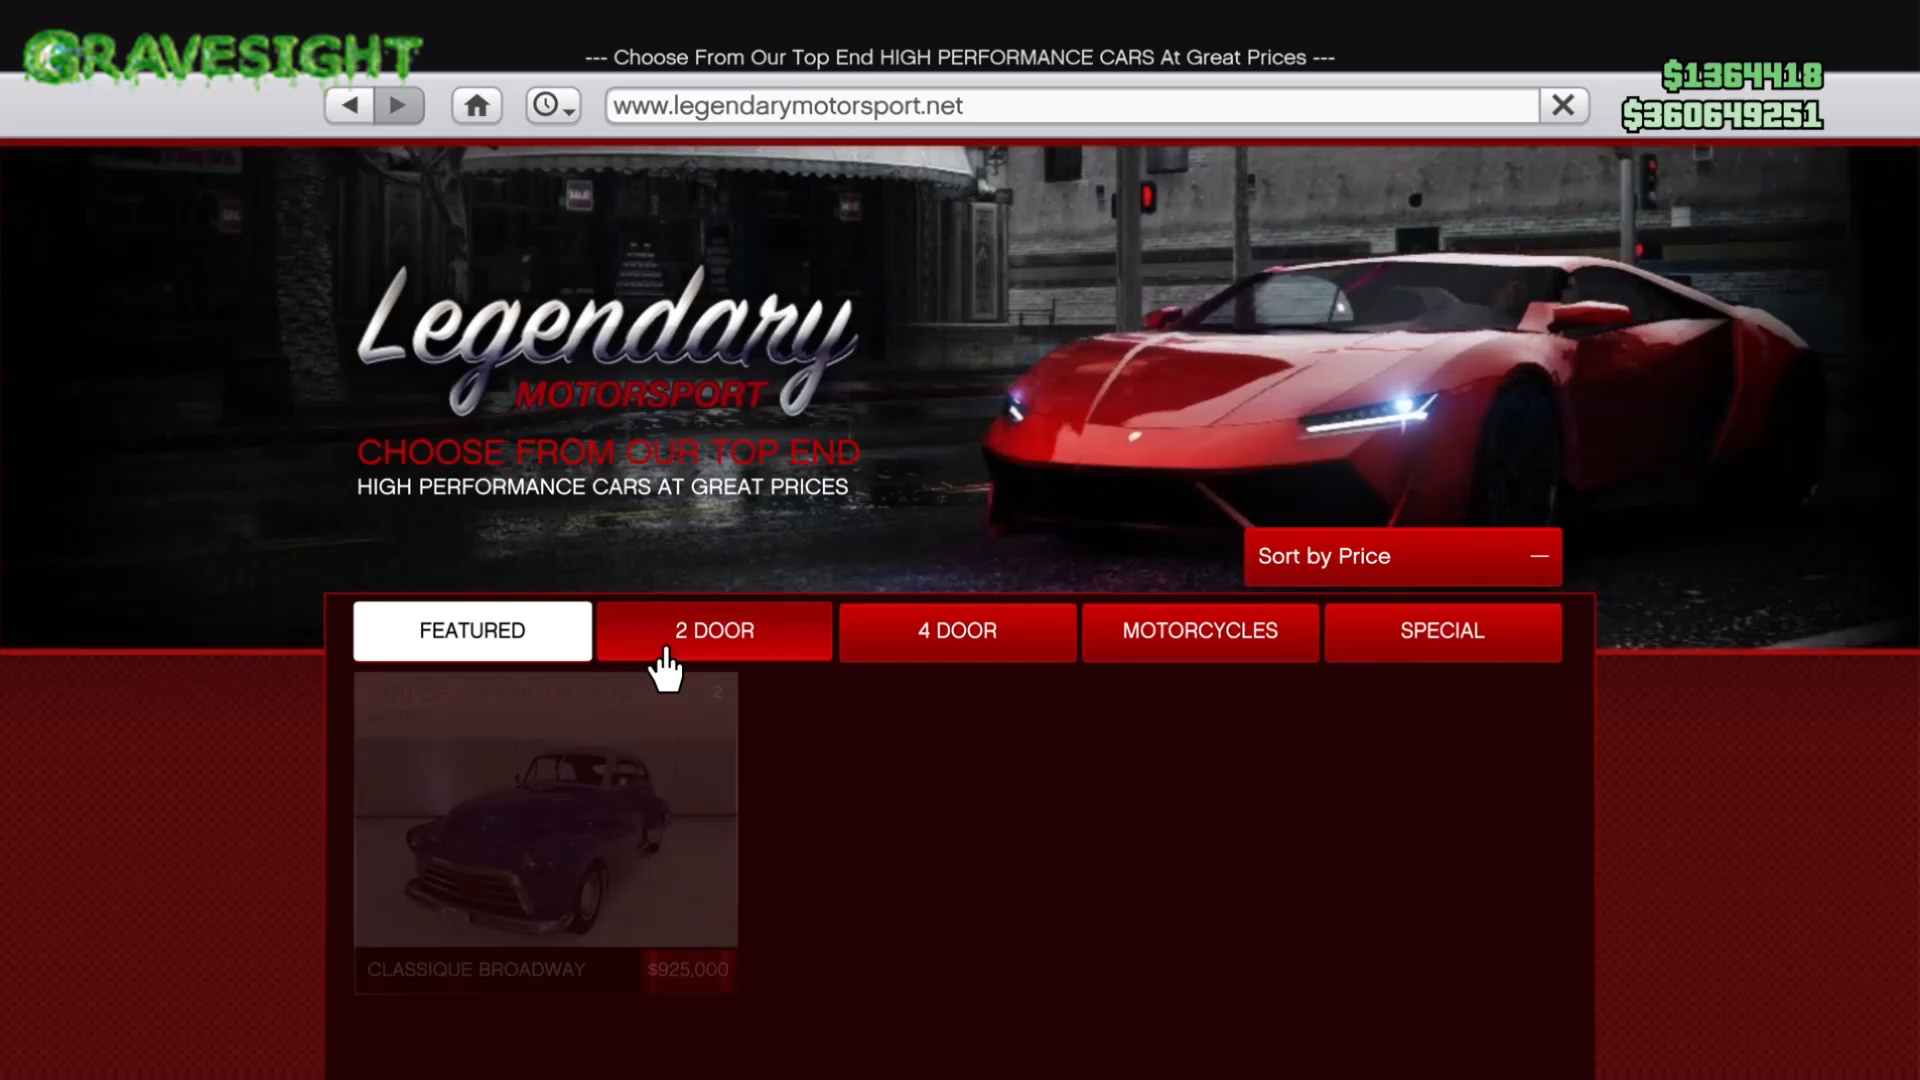 GRAVESIGHT
--- Choose From Our Top End HIGH PERFORMANCE CARS At Great Prices ---
$1364418
www.legendarymotorsport.net
$360649251
Legendary
MOTORSPORT
CHOOSE FROM OUR TOP END
HIGH PERFORMANCE CARS AT GREAT PRICES
Sort by Price
FEATURED
2 DOOR
4 DOOR
MOTORCYCLES
SPECIAL
2
CLASSIQUE BROADWAY
$925,000